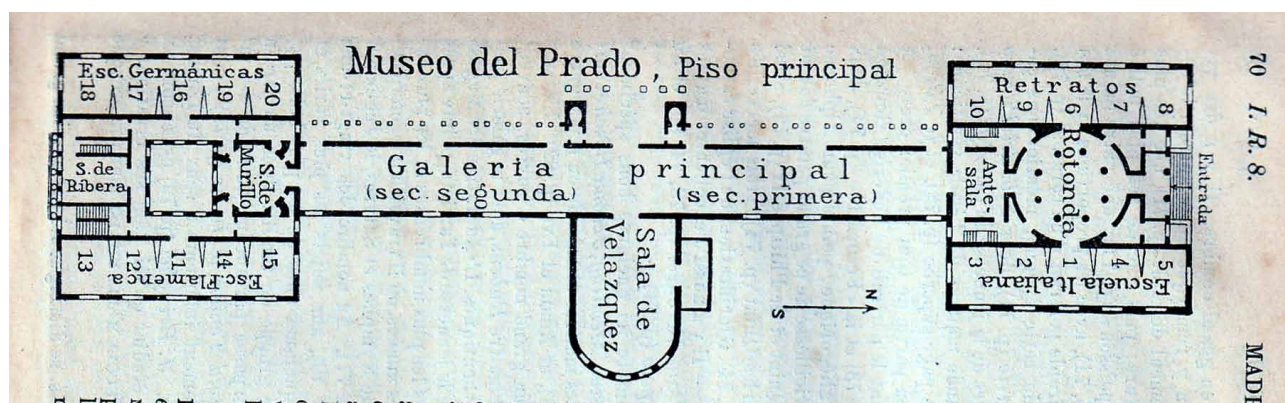 Museo del Prado, Piso principal
70 I. R. 8.
Esc. Germánicas
18 17 16 19 20
S. de
Ribera
S. de
Murillo
13 12 11 14 15
Esc. Flamenca
Galeria principal
(sec. segunda) (sec. primera)
Sala de
Velazquez
S N
Retratos
10 9 6 7 8
Ante-
sala
Rotonda
Entrada
3 2 1 4 5
Escuela Italiana